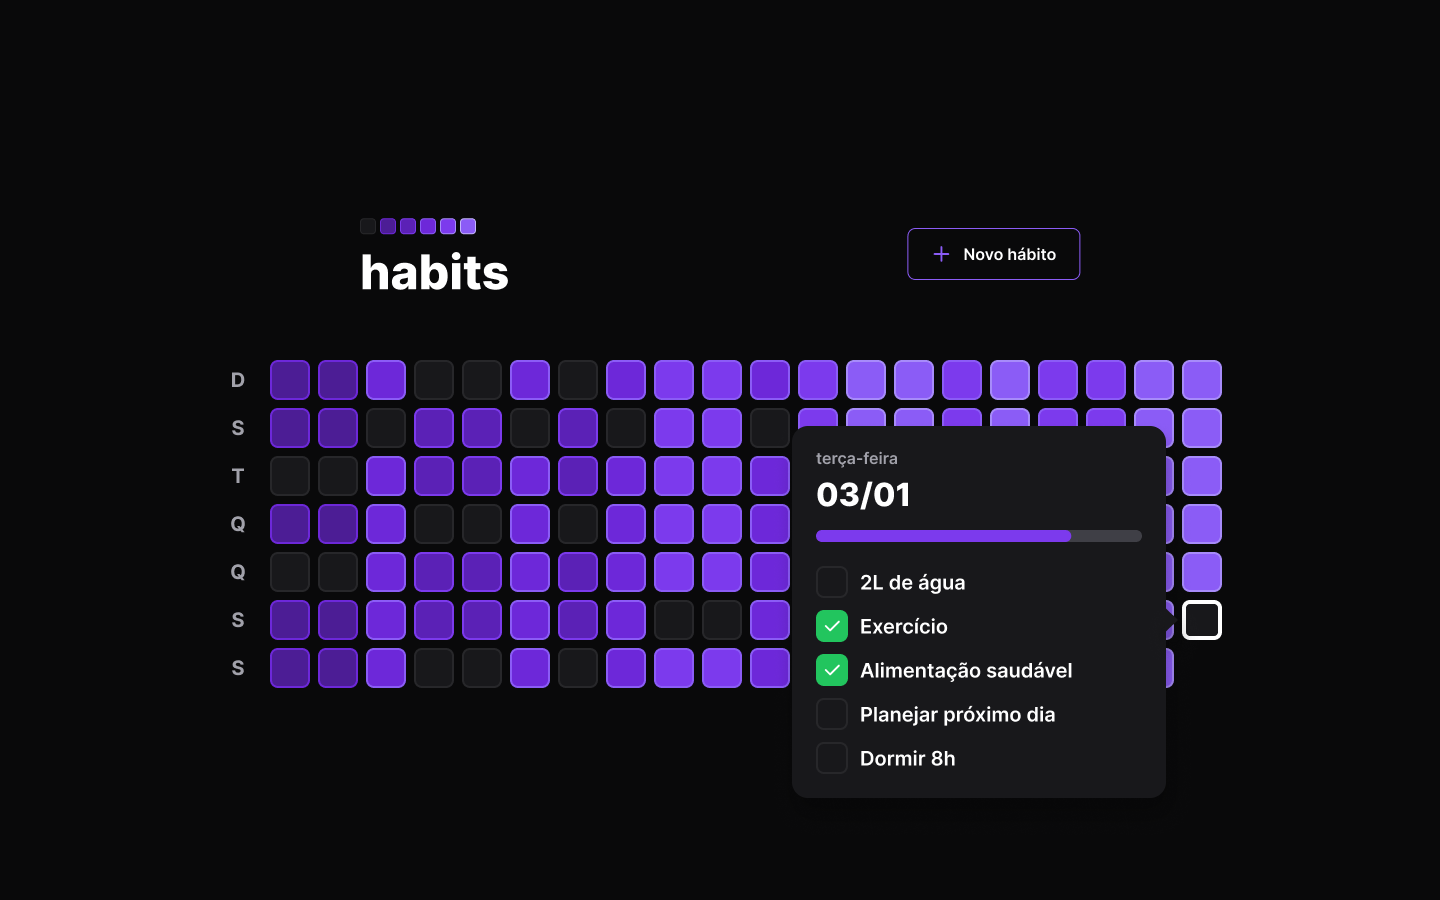 habits
Novo hábito
D
S
T
Q
Q
S
S
terça-feira
03/01
2L de água
Exercício
Alimentação saudável
Planejar próximo dia
Dormir 8h